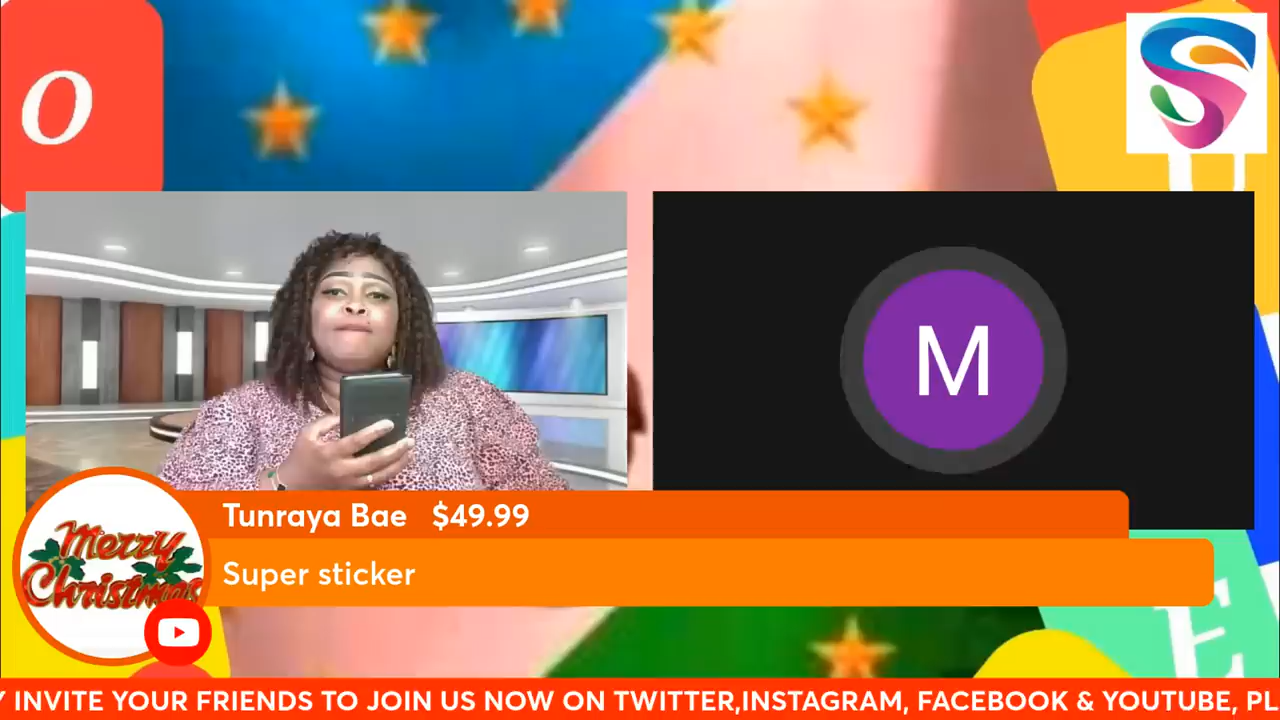 O
M
Tunraya Bae $49.99
Super sticker
Merry
Christmas
E
INVITE YOUR FRIENDS TO JOIN US NOW ON TWITTER,INSTAGRAM, FACEBOOK & YOUTUBE,